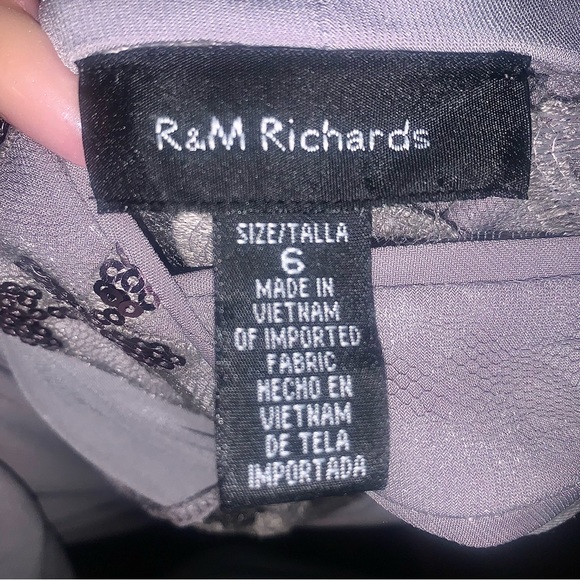 R&M Richards
SIZE/TALLA
6
MADE IN
VIETNAM
OF IMPORTED
FABRIC
HECHO EN
VIETNAM
DE TELA
IMPORTADA